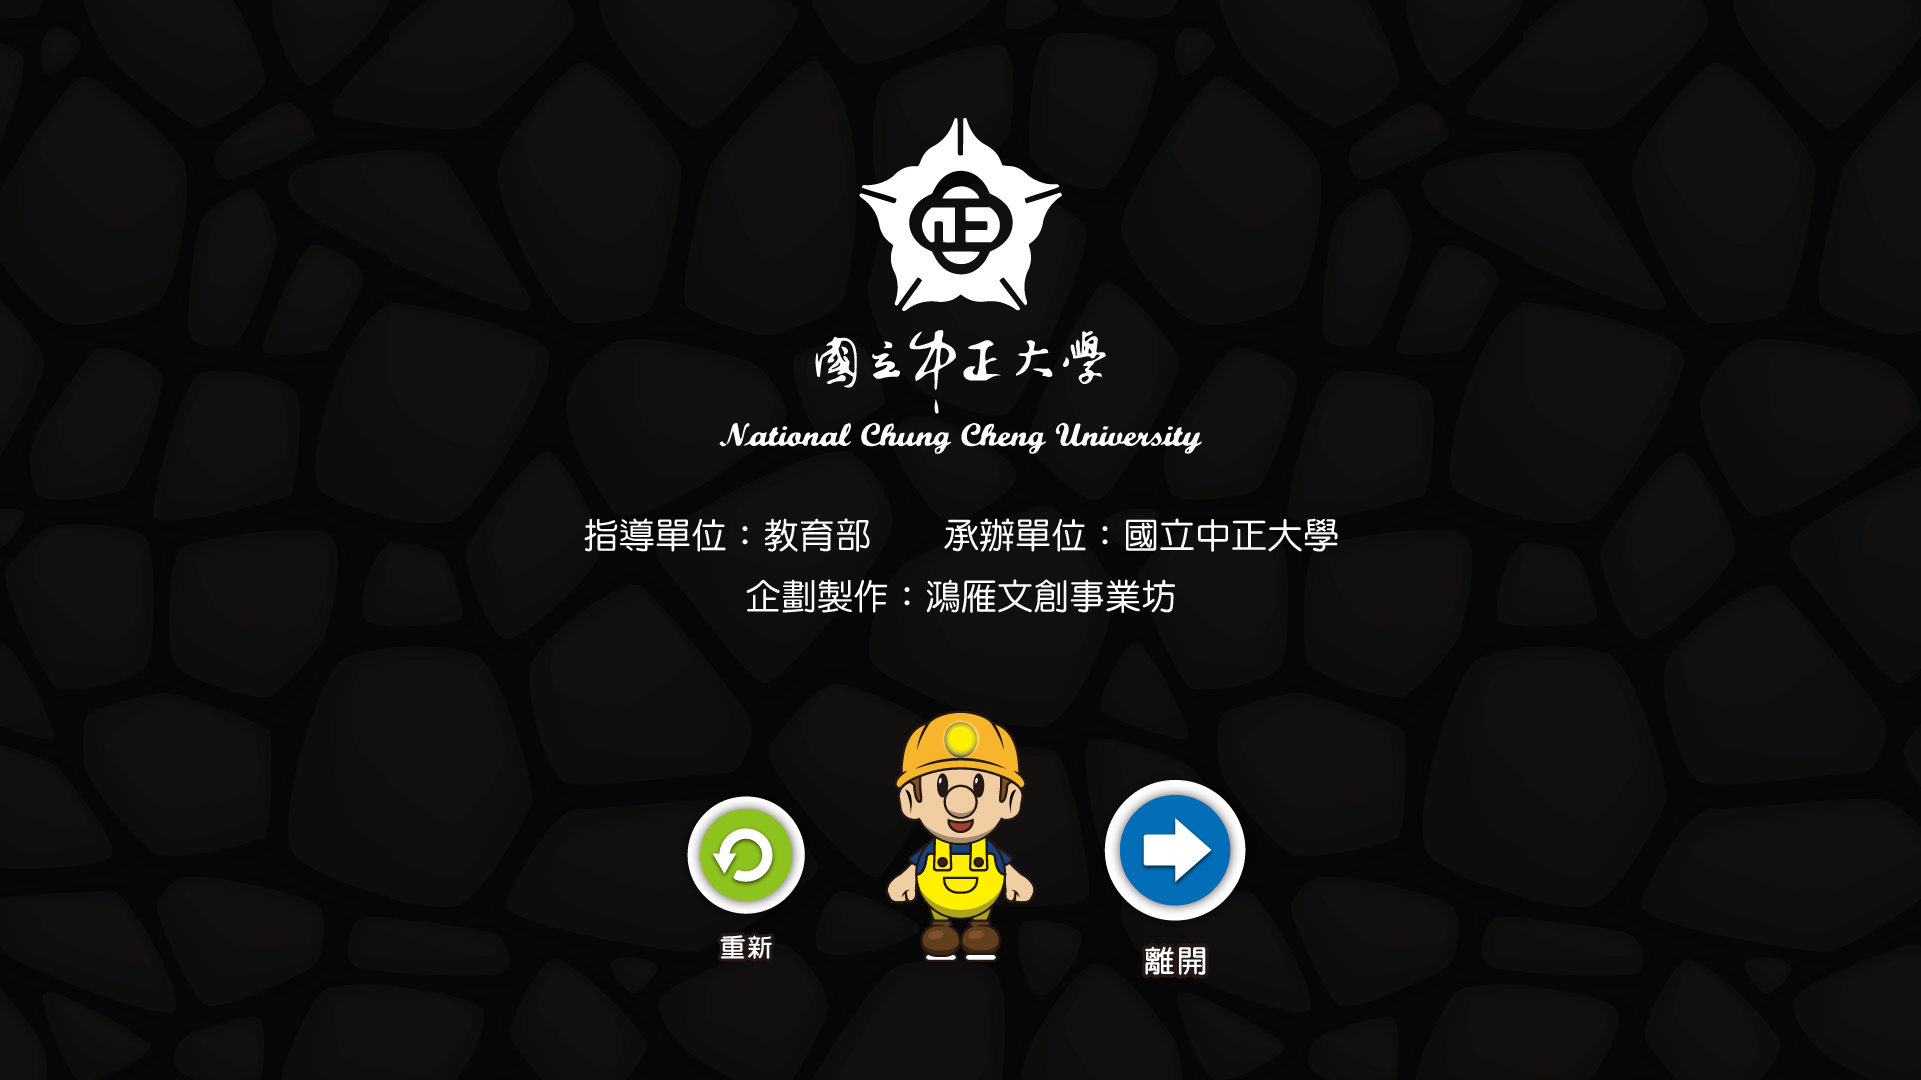 正
國立中正大學
National Chung Cheng University
指導單位：教育部　　承辦單位：國立中正大學
企劃製作：鴻雁文創事業坊
重新
離開